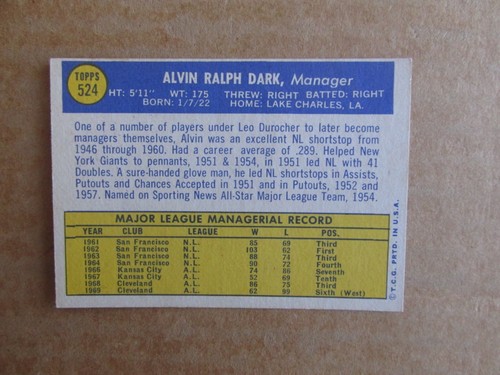 TOPPS
524
ALVIN RALPH DARK, Manager
HT: 5'11" WT: 175 THREW: RIGHT BATTED: RIGHT
BORN: 1/7/22 HOME: LAKE CHARLES, LA.
One of a number of players under Leo Durocher to later become
managers themselves, Alvin was an excellent NL shortstop from
1946 through 1960. Had a career average of .289. Helped New
York Giants to pennants, 1951 & 1954, in 1951 led NL with 41
Doubles. A sure-handed glove man, he led NL shortstops in Assists,
Putouts and Chances Accepted in 1951 and in Putouts, 1952 and
1957. Named on Sporting News All-Star Major League Team, 1954.
MAJOR LEAGUE MANAGERIAL RECORD
YEAR CLUB LEAGUE W L POS.
1961 San Francisco N.L. 85 69 Third
1962 San Francisco N.L. 103 62 First
1963 San Francisco N.L. 88 74 Third
1964 San Francisco N.L. 90 72 Fourth
1966 Kansas City A.L. 74 86 Seventh
1967 Kansas City A.L. 52 69 Tenth
1968 Cleveland A.L. 86 75 Third
1969 Cleveland A.L. 62 99 Sixth (West)
© T.C.G. PRTD. IN U.S.A.